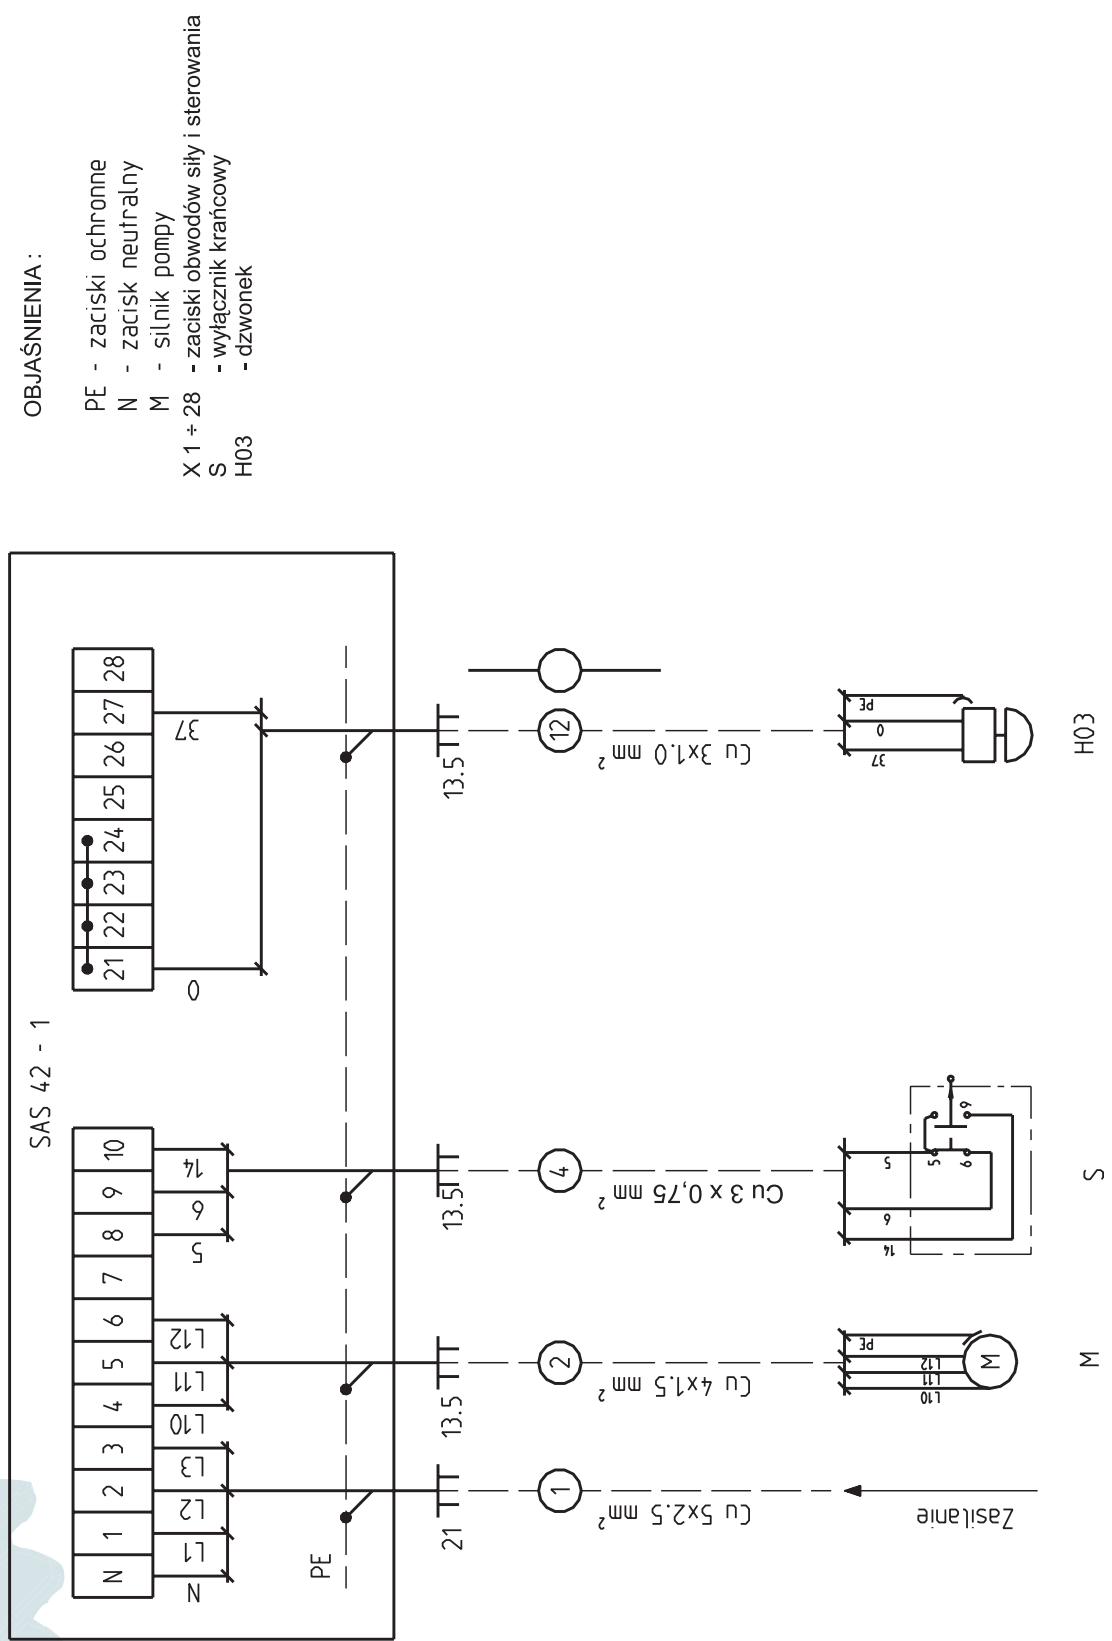 SAS 42 - 1
N 1 2 3 4 5 6 7 8 9 10
21 22 23 24 25 26 27 28
N L1 L2 L3 L10 L11 L12 5 6 14
0 37
PE
21 13.5 13.5 13.5
1 2 4 12
Cu 5x2.5 mm²
Cu 4x1.5 mm²
Cu 3 x 0,75 mm²
Cu 3x1.0 mm²
Zasilanie
L10 L11 L12 PE
M
14 6 5
5 6 6
37 0 PE
M S H03
OBJAŚNIENIA :
PE - zaciski ochronne
N - zacisk neutralny
M - silnik pompy
X 1 ÷ 28 - zaciski obwodów siły i sterowania
S - wyłącznik krańcowy
H03 - dzwonek